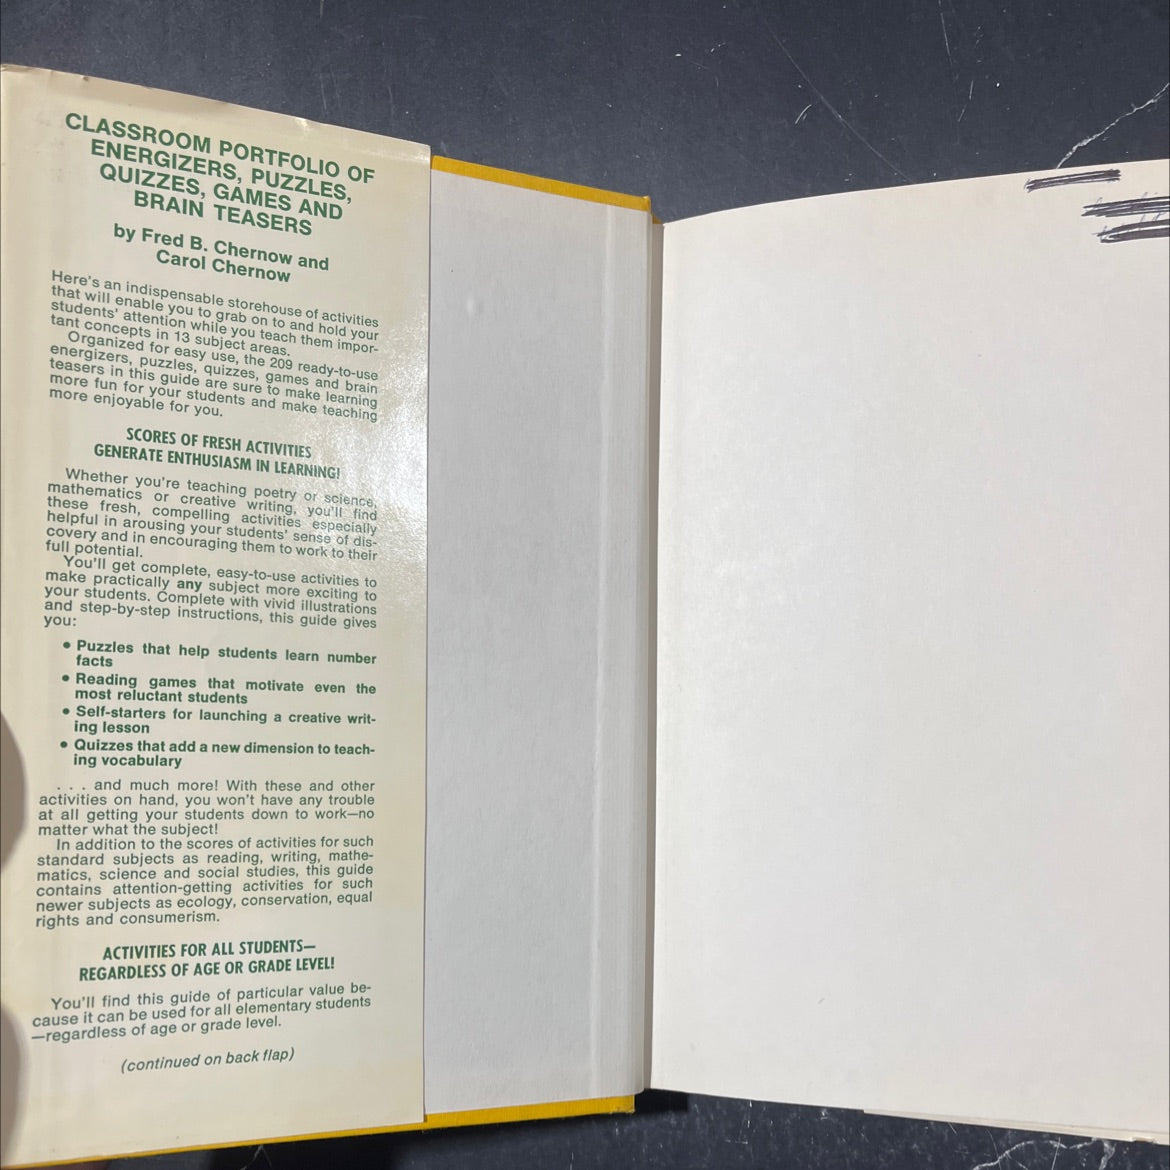 CLASSROOM PORTFOLIO OF
ENERGIZERS, PUZZLES,
QUIZZES, GAMES AND
BRAIN TEASERS
by Fred B. Chernow and
Carol Chernow
Here's an indispensable storehouse of activities
that will enable you to grab on to and hold your
students' attention while you teach them impor-
tant concepts in 13 subject areas.
Organized for easy use, the 209 ready-to-use
energizers, puzzles, quizzes, games and brain
teasers in this guide are sure to make learning
more fun for your students and make teaching
more enjoyable for you.
SCORES OF FRESH ACTIVITIES
GENERATE ENTHUSIASM IN LEARNING!
Whether you're teaching poetry or science,
mathematics or creative writing, you'll find
these fresh, compelling activities especially
helpful in arousing your students' sense of dis-
covery and in encouraging them to work to their
full potential.
You'll get complete, easy-to-use activities to
make practically any subject more exciting to
your students. Complete with vivid illustrations
and step-by-step instructions, this guide gives
you:
• Puzzles that help students learn number
facts
• Reading games that motivate even the
most reluctant students
• Self-starters for launching a creative writ-
ing lesson
• Quizzes that add a new dimension to teach-
ing vocabulary
. . . and much more! With these and other
activities on hand, you won't have any trouble
at all getting your students down to work—no
matter what the subject!
In addition to the scores of activities for such
standard subjects as reading, writing, mathe-
matics, science and social studies, this guide
contains attention-getting activities for such
newer subjects as ecology, conservation, equal
rights and consumerism.
ACTIVITIES FOR ALL STUDENTS—
REGARDLESS OF AGE OR GRADE LEVEL!
You'll find this guide of particular value be-
cause it can be used for all elementary students
—regardless of age or grade level.
(continued on back flap)